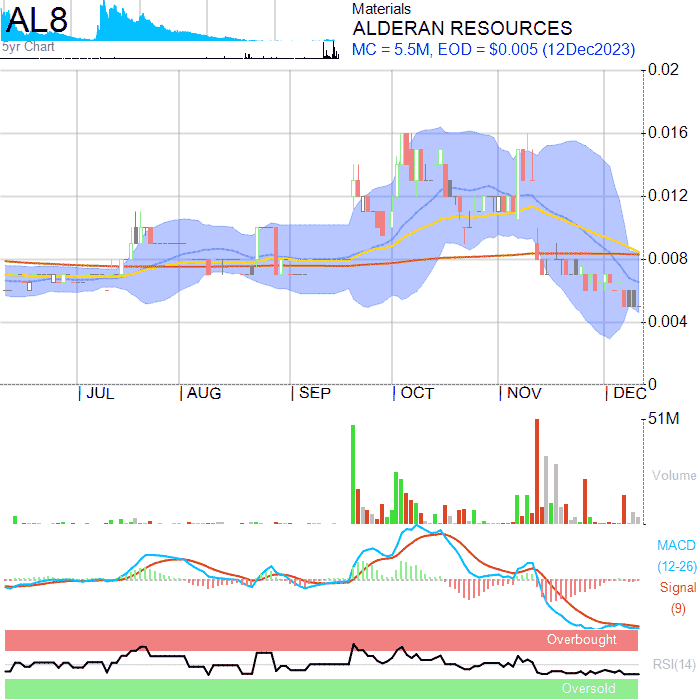 AL8
5yr Chart
Materials
ALDERAN RESOURCES
MC = 5.5M, EOD = $0.005 (12Dec2023)
0.02
0.016
0.012
0.008
0.004
0
JUL AUG SEP OCT NOV DEC
51M
Volume
MACD
(12-26)
Signal
(9)
Overbought
RSI(14)
Oversold